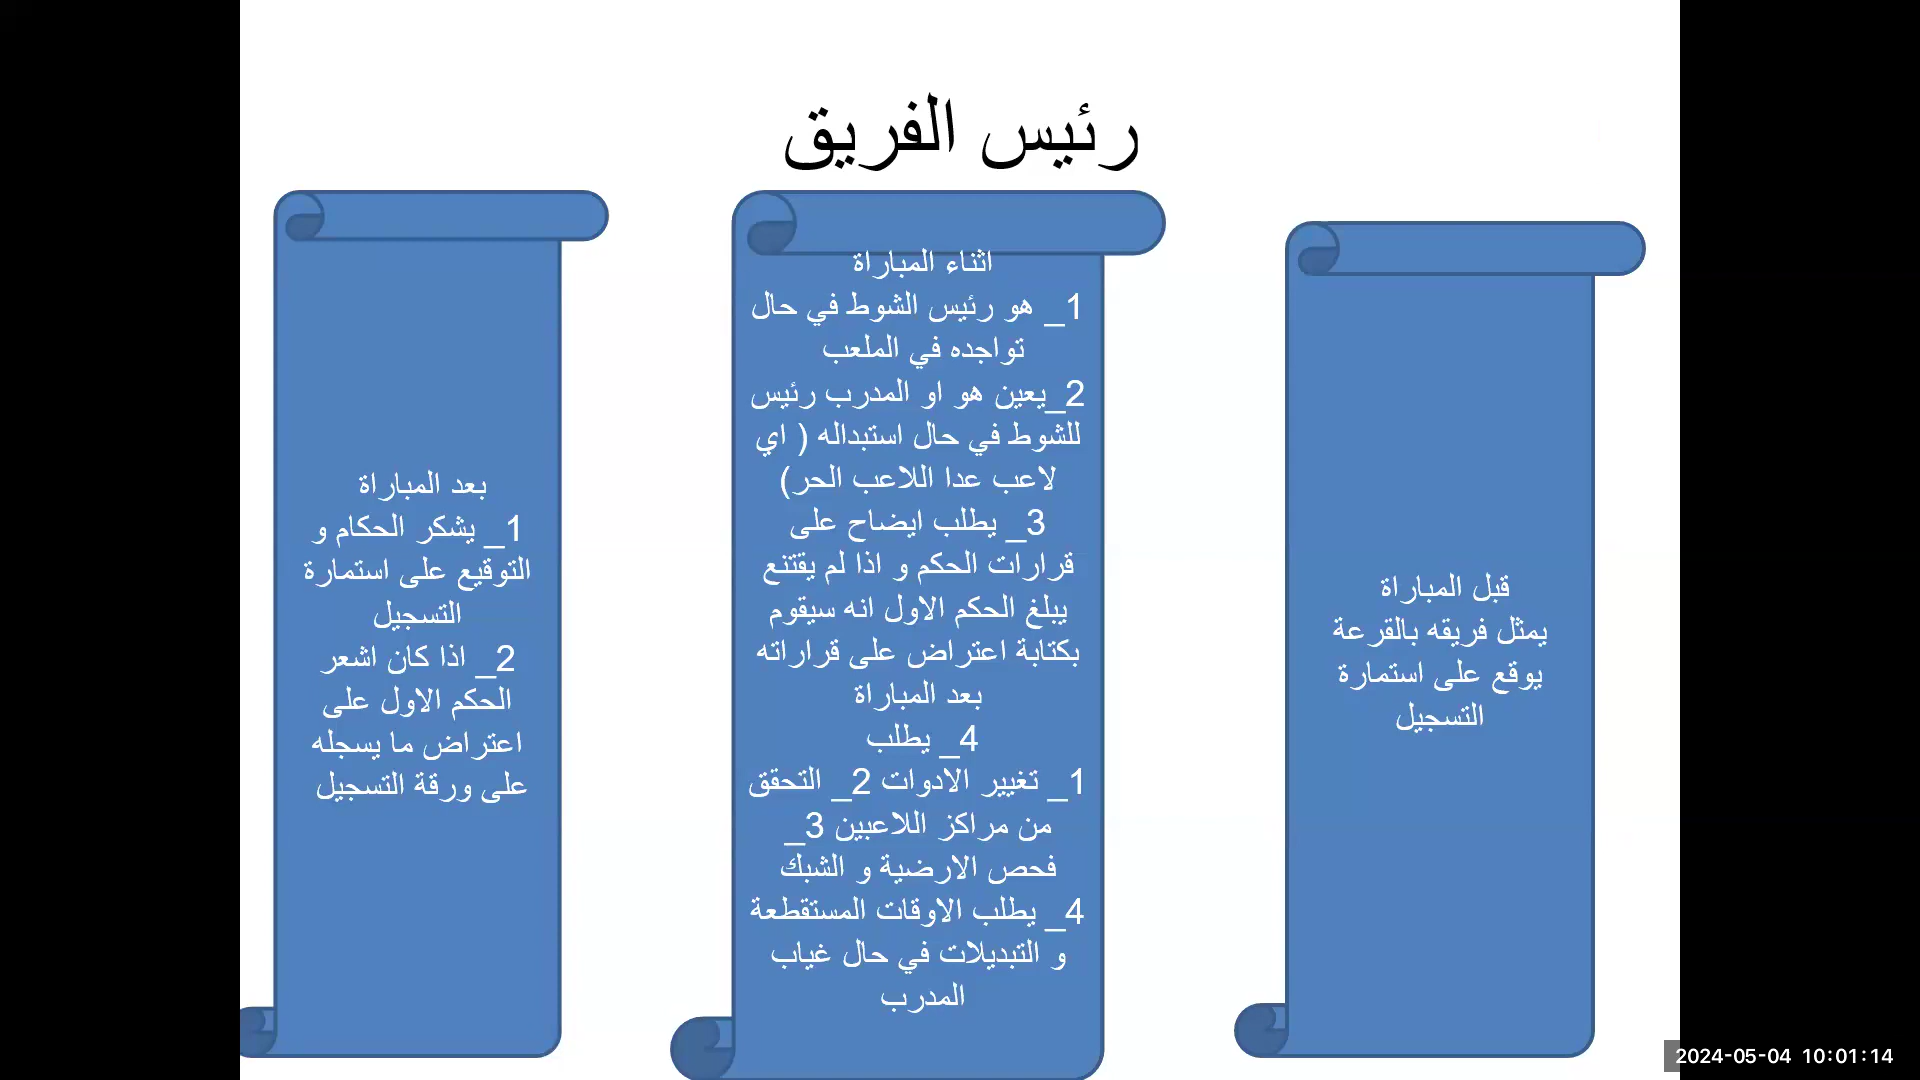 رئيس الفريق
قبل المباراة
يمثل فريقه بالقرعة
يوقع على استمارة
التسجيل
اثناء المباراة
1_ هو رئيس الشوط في حال
تواجده في الملعب
2_يعين هو او المدرب رئيس
للشوط في حال استبداله ( اي
لاعب عدا اللاعب الحر)
3_ يطلب ايضاح على
قرارات الحكم و اذا لم يقتنع
يبلغ الحكم الاول انه سيقوم
بكتابة اعتراض على قراراته
بعد المباراة
4_ يطلب
1_ تغيير الادوات 2_ التحقق
من مراكز اللاعبين 3_
فحص الارضية و الشبك
4_ يطلب الاوقات المستقطعة
و التبديلات في حال غياب
المدرب
بعد المباراة
1_ يشكر الحكام و
التوقيع على استمارة
التسجيل
2_ اذا كان اشعر
الحكم الاول على
اعتراض ما يسجله
على ورقة التسجيل
2024-05-04 10:01:14